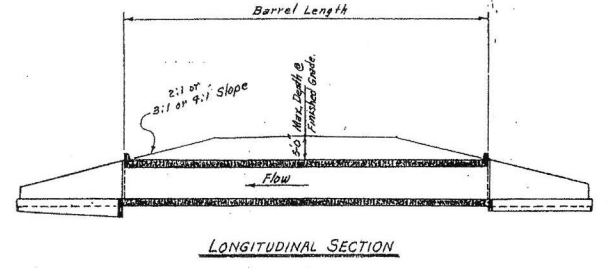 Barrel Length
2:1 or
3:1 or 4:1 Slope
5'-0" Max. Depth @
Finished Grade.
Flow
LONGITUDINAL SECTION